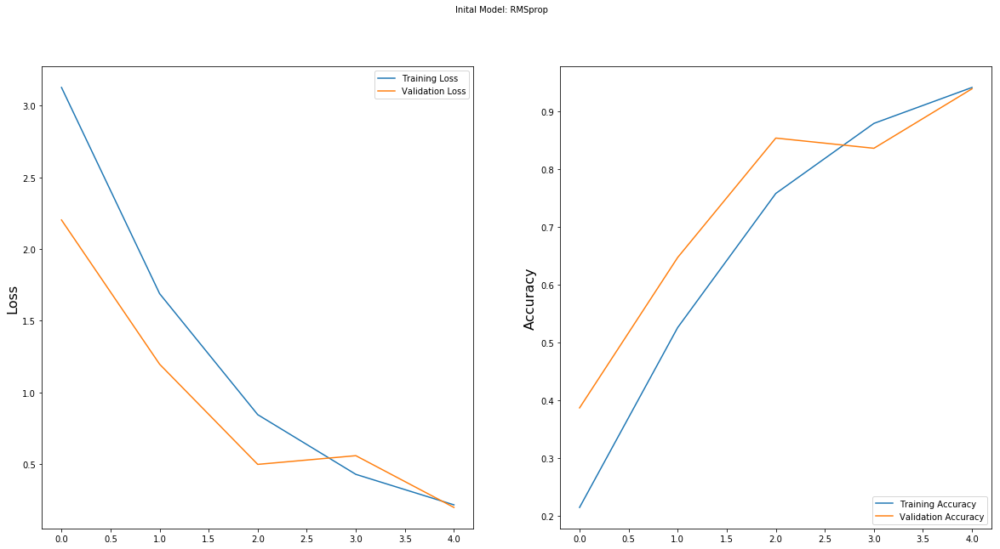 Inital Model: RMSprop
Training Loss
Validation Loss
3.0
2.5
2.0
1.5
1.0
0.5
Loss
0.0 0.5 1.0 1.5 2.0 2.5 3.0 3.5 4.0
0.9
0.8
0.7
0.6
0.5
0.4
0.3
0.2
Accuracy
Training Accuracy
Validation Accuracy
0.0 0.5 1.0 1.5 2.0 2.5 3.0 3.5 4.0